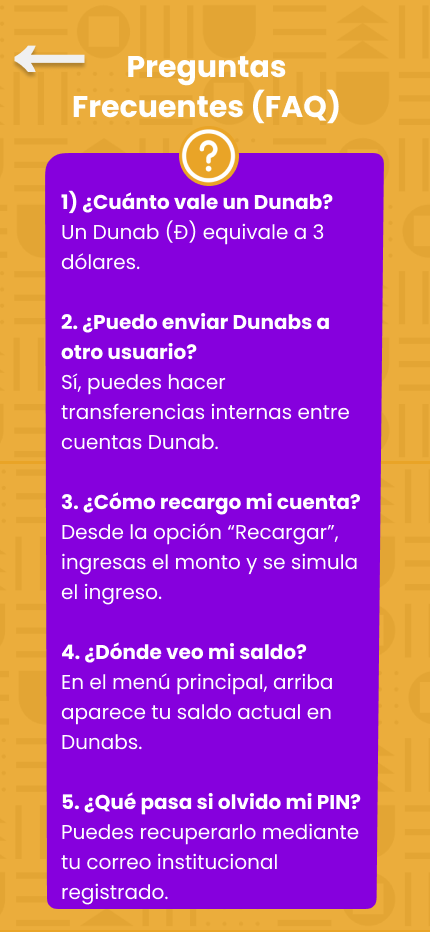 Preguntas
Frecuentes (FAQ)
?
1) ¿Cuánto vale un Dunab?
Un Dunab (Đ) equivale a 3
dólares.
2. ¿Puedo enviar Dunabs a
otro usuario?
Sí, puedes hacer
transferencias internas entre
cuentas Dunab.
3. ¿Cómo recargo mi cuenta?
Desde la opción “Recargar”,
ingresas el monto y se simula
el ingreso.
4. ¿Dónde veo mi saldo?
En el menú principal, arriba
aparece tu saldo actual en
Dunabs.
5. ¿Qué pasa si olvido mi PIN?
Puedes recuperarlo mediante
tu correo institucional
registrado.